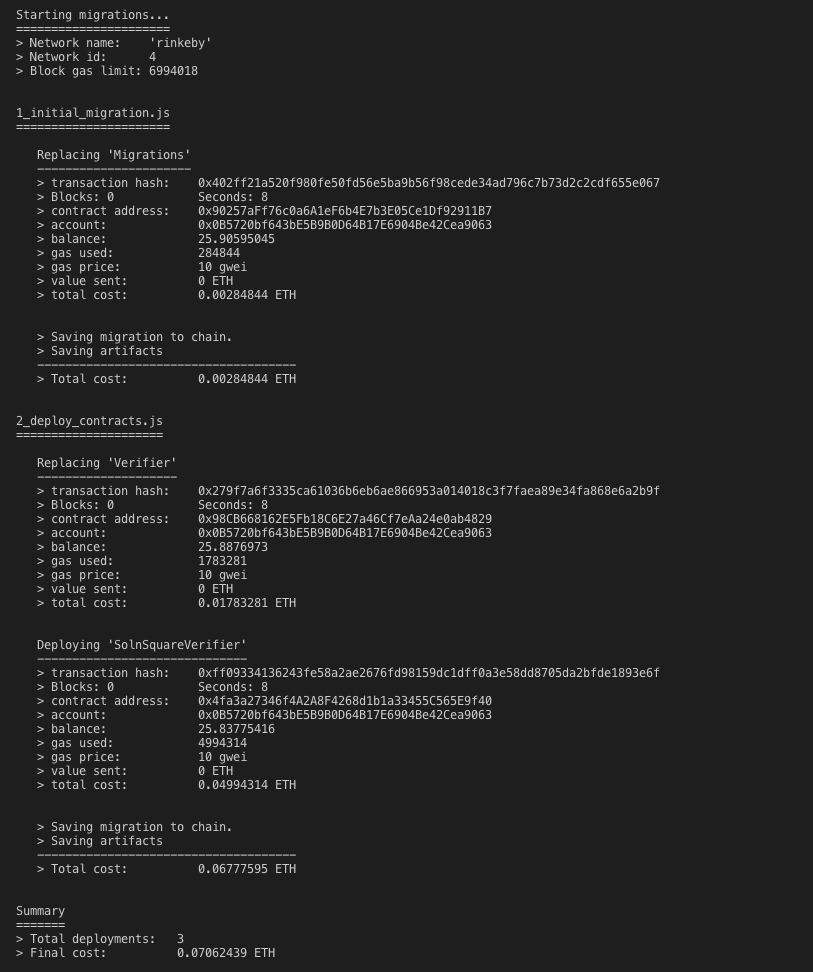 Starting migrations...
======================
> Network name:    'rinkeby'
> Network id:      4
> Block gas limit: 6994018
1_initial_migration.js
======================
Replacing 'Migrations'
----------------------
> transaction hash:    0x402ff21a520f980fe50fd56e5ba9b56f98cede34ad796c7b73d2c2cdf655e067
> Blocks: 0            Seconds: 8
> contract address:    0x90257aFf76c0a6A1eF6b4E7b3E05Ce1Df92911B7
> account:             0x0B5720bf643bE5B9B0D64B17E6904Be42Cea9063
> balance:             25.90595045
> gas used:            284844
> gas price:           10 gwei
> value sent:          0 ETH
> total cost:          0.00284844 ETH
> Saving migration to chain.
> Saving artifacts
-------------------------------------
> Total cost:          0.00284844 ETH
2_deploy_contracts.js
=====================
Replacing 'Verifier'
--------------------
> transaction hash:    0x279f7a6f3335ca61036b6eb6ae866953a014018c3f7faea89e34fa868e6a2b9f
> Blocks: 0            Seconds: 8
> contract address:    0x98CB668162E5Fb18C6E27a46Cf7eAa24e0ab4829
> account:             0x0B5720bf643bE5B9B0D64B17E6904Be42Cea9063
> balance:             25.8876973
> gas used:            1783281
> gas price:           10 gwei
> value sent:          0 ETH
> total cost:          0.01783281 ETH
Deploying 'SolnSquareVerifier'
------------------------------
> transaction hash:    0xff09334136243fe58a2ae2676fd98159dc1dff0a3e58dd8705da2bfde1893e6f
> Blocks: 0            Seconds: 8
> contract address:    0x4fa3a27346f4A2A8F4268d1b1a33455C565E9f40
> account:             0x0B5720bf643bE5B9B0D64B17E6904Be42Cea9063
> balance:             25.83775416
> gas used:            4994314
> gas price:           10 gwei
> value sent:          0 ETH
> total cost:          0.04994314 ETH
> Saving migration to chain.
> Saving artifacts
-------------------------------------
> Total cost:          0.06777595 ETH
Summary
=======
> Total deployments:   3
> Final cost:          0.07062439 ETH